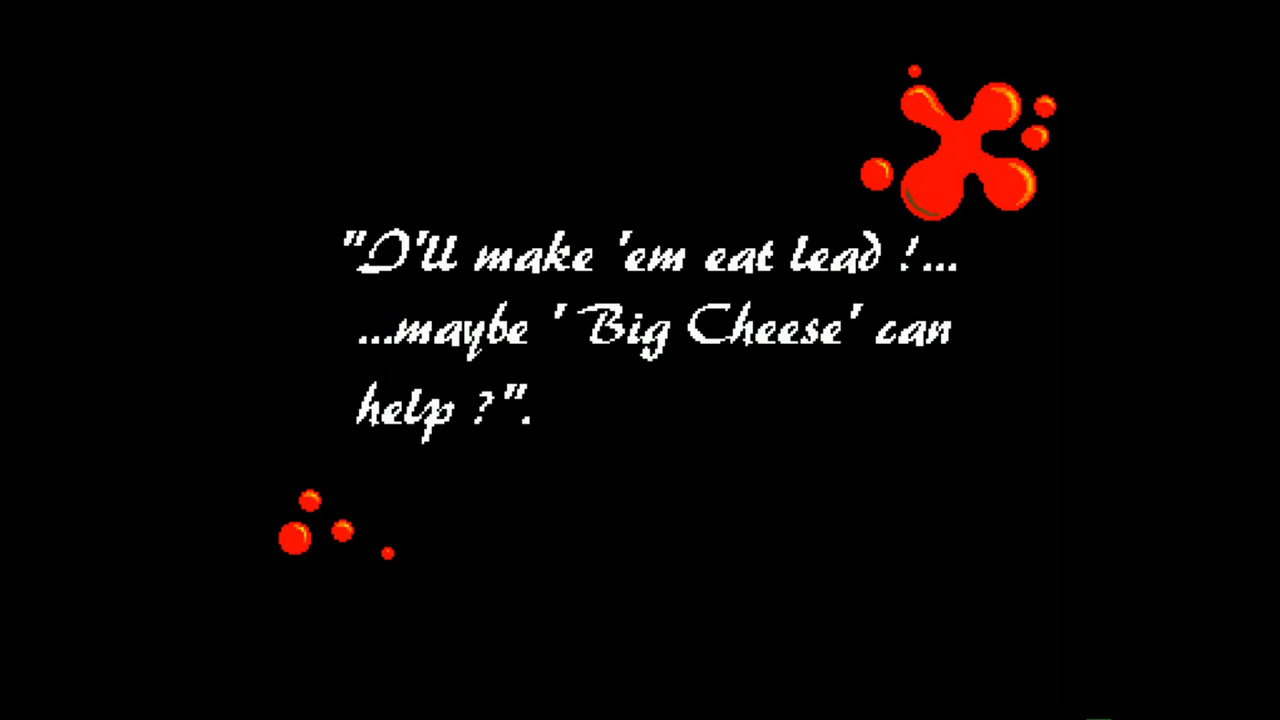 "I'll make 'em eat lead !...
...maybe ' Big Cheese' can
help ?".